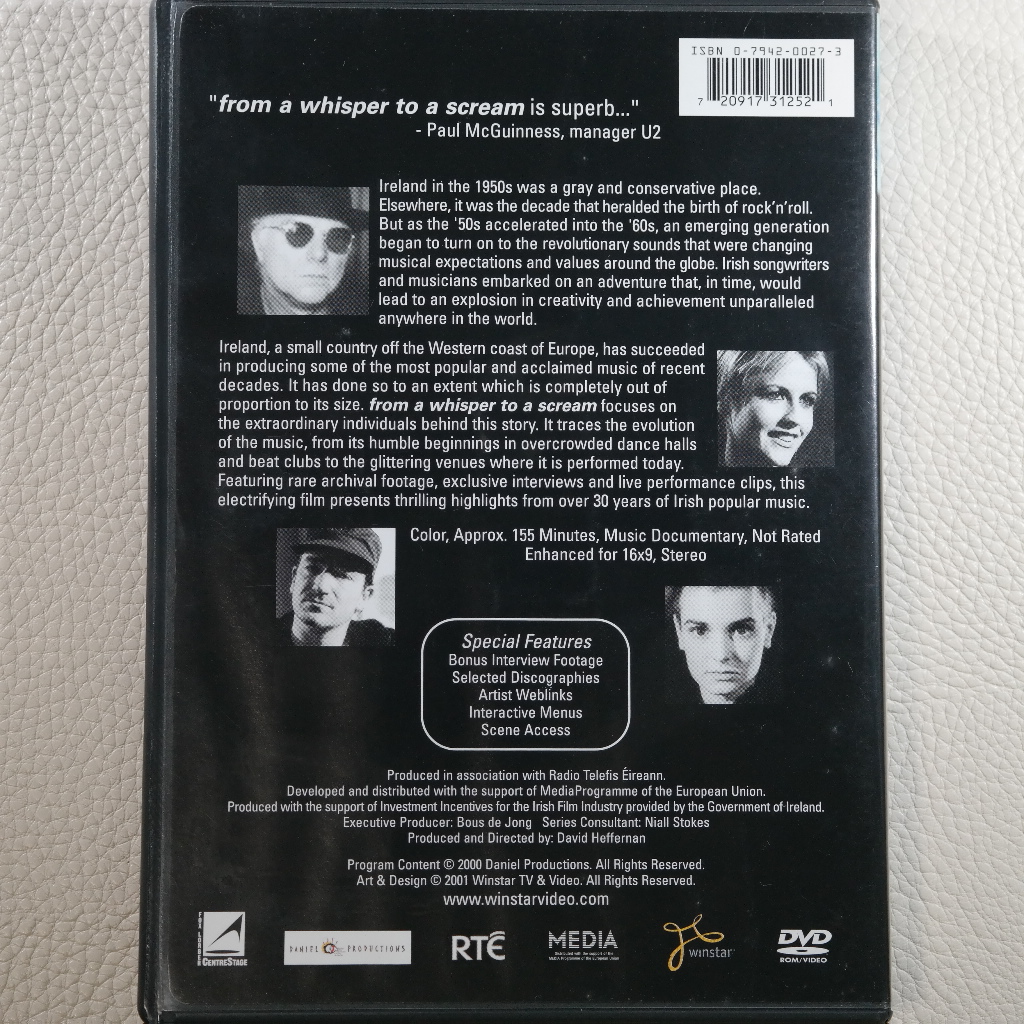 ISBN 0-7942-0027-3
7 20917 31252 1
"from a whisper to a scream is superb..."
- Paul McGuinness, manager U2
Ireland in the 1950s was a gray and conservative place.
Elsewhere, it was the decade that heralded the birth of rock'n'roll.
But as the '50s accelerated into the '60s, an emerging generation
began to turn on to the revolutionary sounds that were changing
musical expectations and values around the globe. Irish songwriters
and musicians embarked on an adventure that, in time, would
lead to an explosion in creativity and achievement unparalleled
anywhere in the world.
Ireland, a small country off the Western coast of Europe, has succeeded
in producing some of the most popular and acclaimed music of recent
decades. It has done so to an extent which is completely out of
proportion to its size. from a whisper to a scream focuses on
the extraordinary individuals behind this story. It traces the evolution
of the music, from its humble beginnings in overcrowded dance halls
and beat clubs to the glittering venues where it is performed today.
Featuring rare archival footage, exclusive interviews and live performance clips, this
electrifying film presents thrilling highlights from over 30 years of Irish popular music.
Color, Approx. 155 Minutes, Music Documentary, Not Rated
Enhanced for 16x9, Stereo
Special Features
Bonus Interview Footage
Selected Discographies
Artist Weblinks
Interactive Menus
Scene Access
Produced in association with Radio Telefis Éireann.
Developed and distributed with the support of MediaProgramme of the European Union.
Produced with the support of Investment Incentives for the Irish Film Industry provided by the Government of Ireland.
Executive Producer: Bous de Jong Series Consultant: Niall Stokes
Produced and Directed by: David Heffernan
Program Content © 2000 Daniel Productions. All Rights Reserved.
Art & Design © 2001 Winstar TV & Video. All Rights Reserved.
www.winstarvideo.com
FOX LORBER
CENTRESTAGE
DANIEL PRODUCTIONS
RTÉ
MEDIA
Distributed with the support of the
MEDIA Programme of the European Union
winstar
DVD
ROM/VIDEO